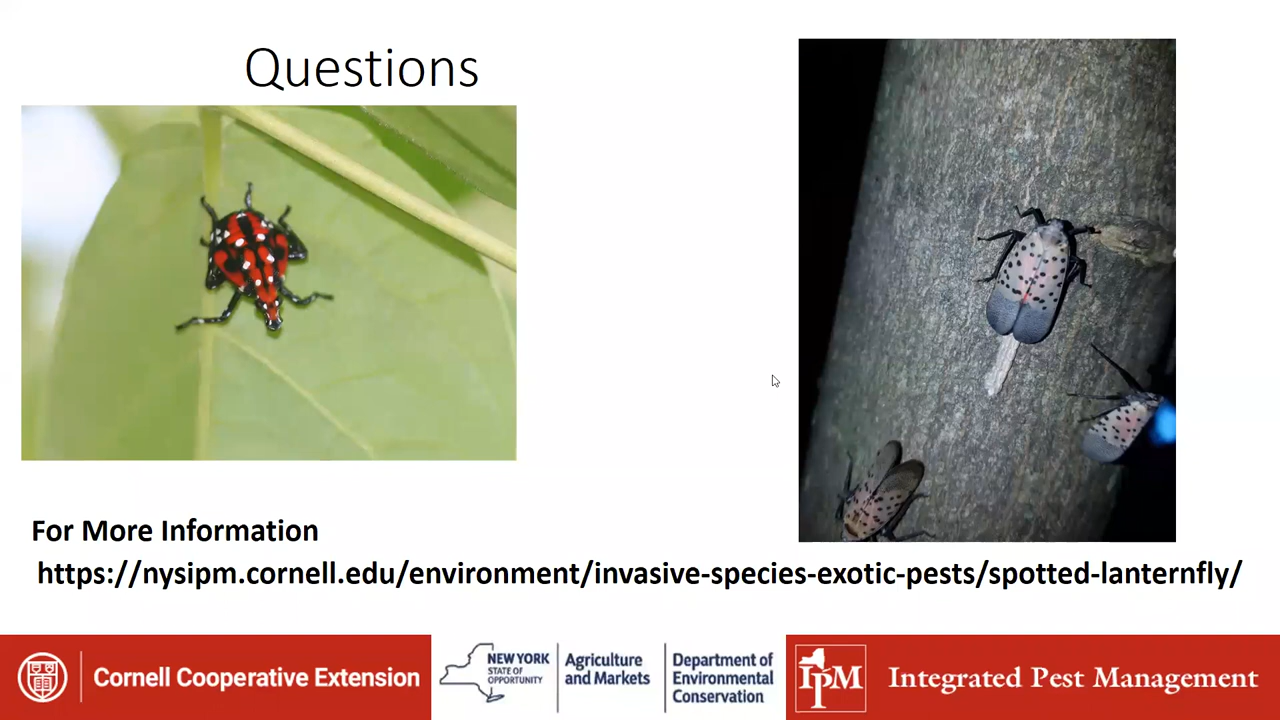 Questions
For More Information
https://nysipm.cornell.edu/environment/invasive-species-exotic-pests/spotted-lanternfly/
Cornell Cooperative Extension
NEW YORK
STATE OF
OPPORTUNITY
Agriculture
and Markets
Department of
Environmental
Conservation
IPM
Integrated Pest Management